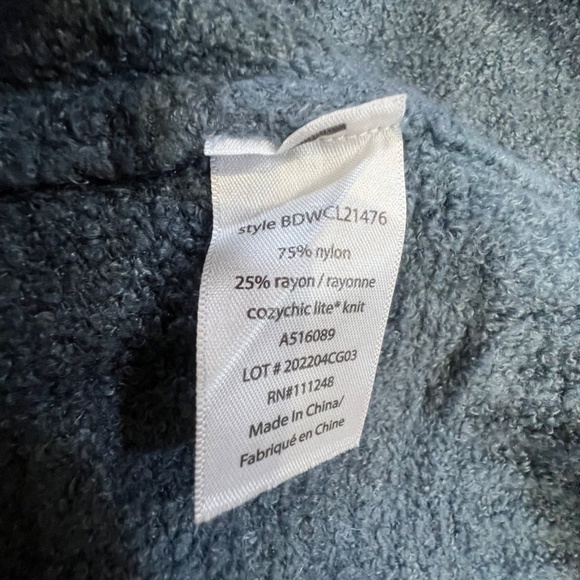 style BDWCL21476
75% nylon
25% rayon / rayonne
cozychic lite® knit
A516089
LOT # 202204CG03
RN#111248
Made In China/
Fabriqué en Chine